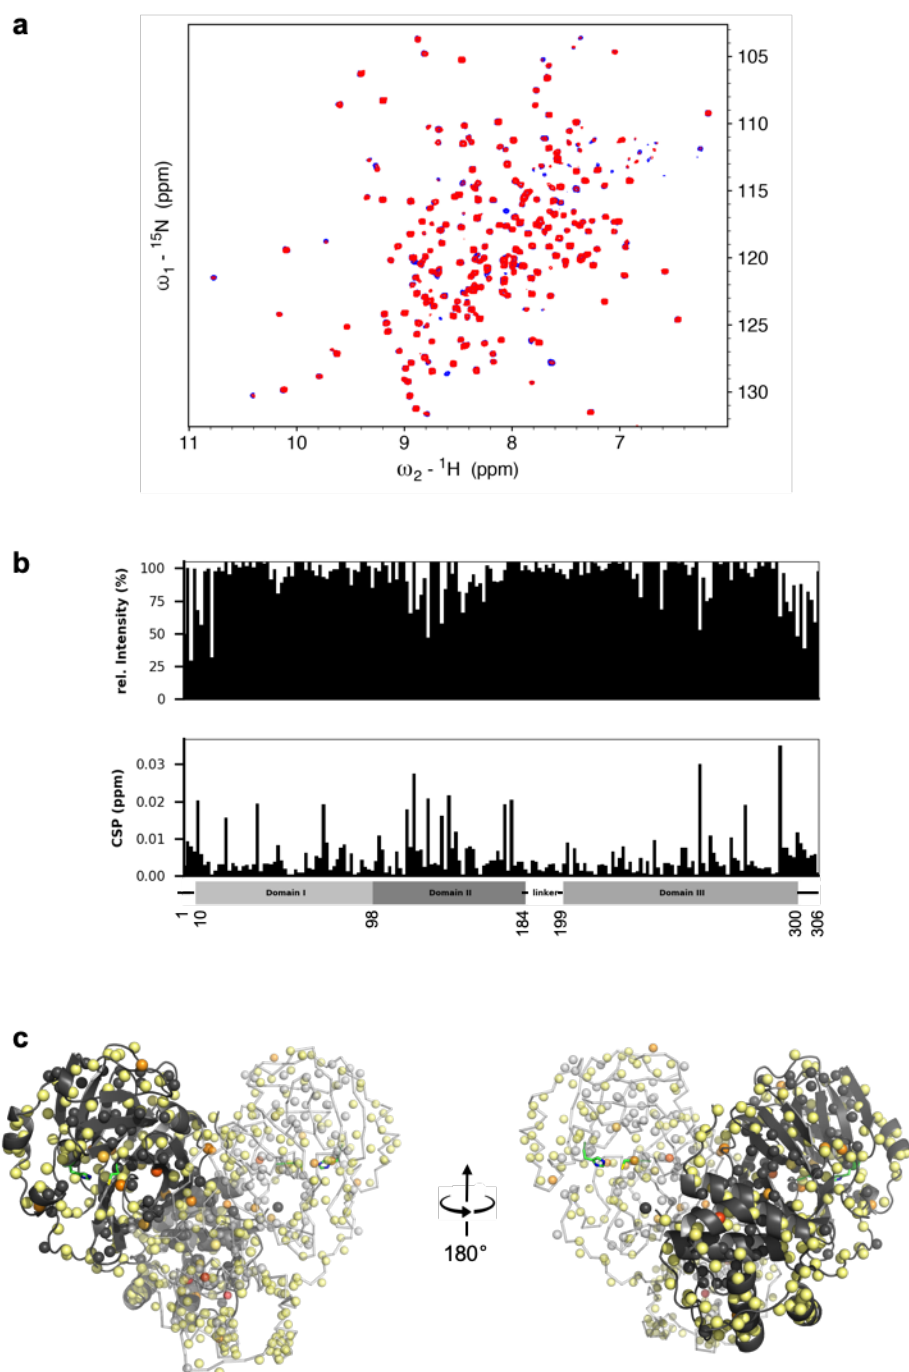 a
105
110
115
120
125
130
ω1 - 15N (ppm)
11 10 9 8 7
ω2 - 1H (ppm)
b
100
75
50
25
0
rel. Intensity (%)
0.03
0.02
0.01
0.00
CSP (ppm)
Domain I Domain II linker Domain III
1 10 98 184 199 300 306
c
180°